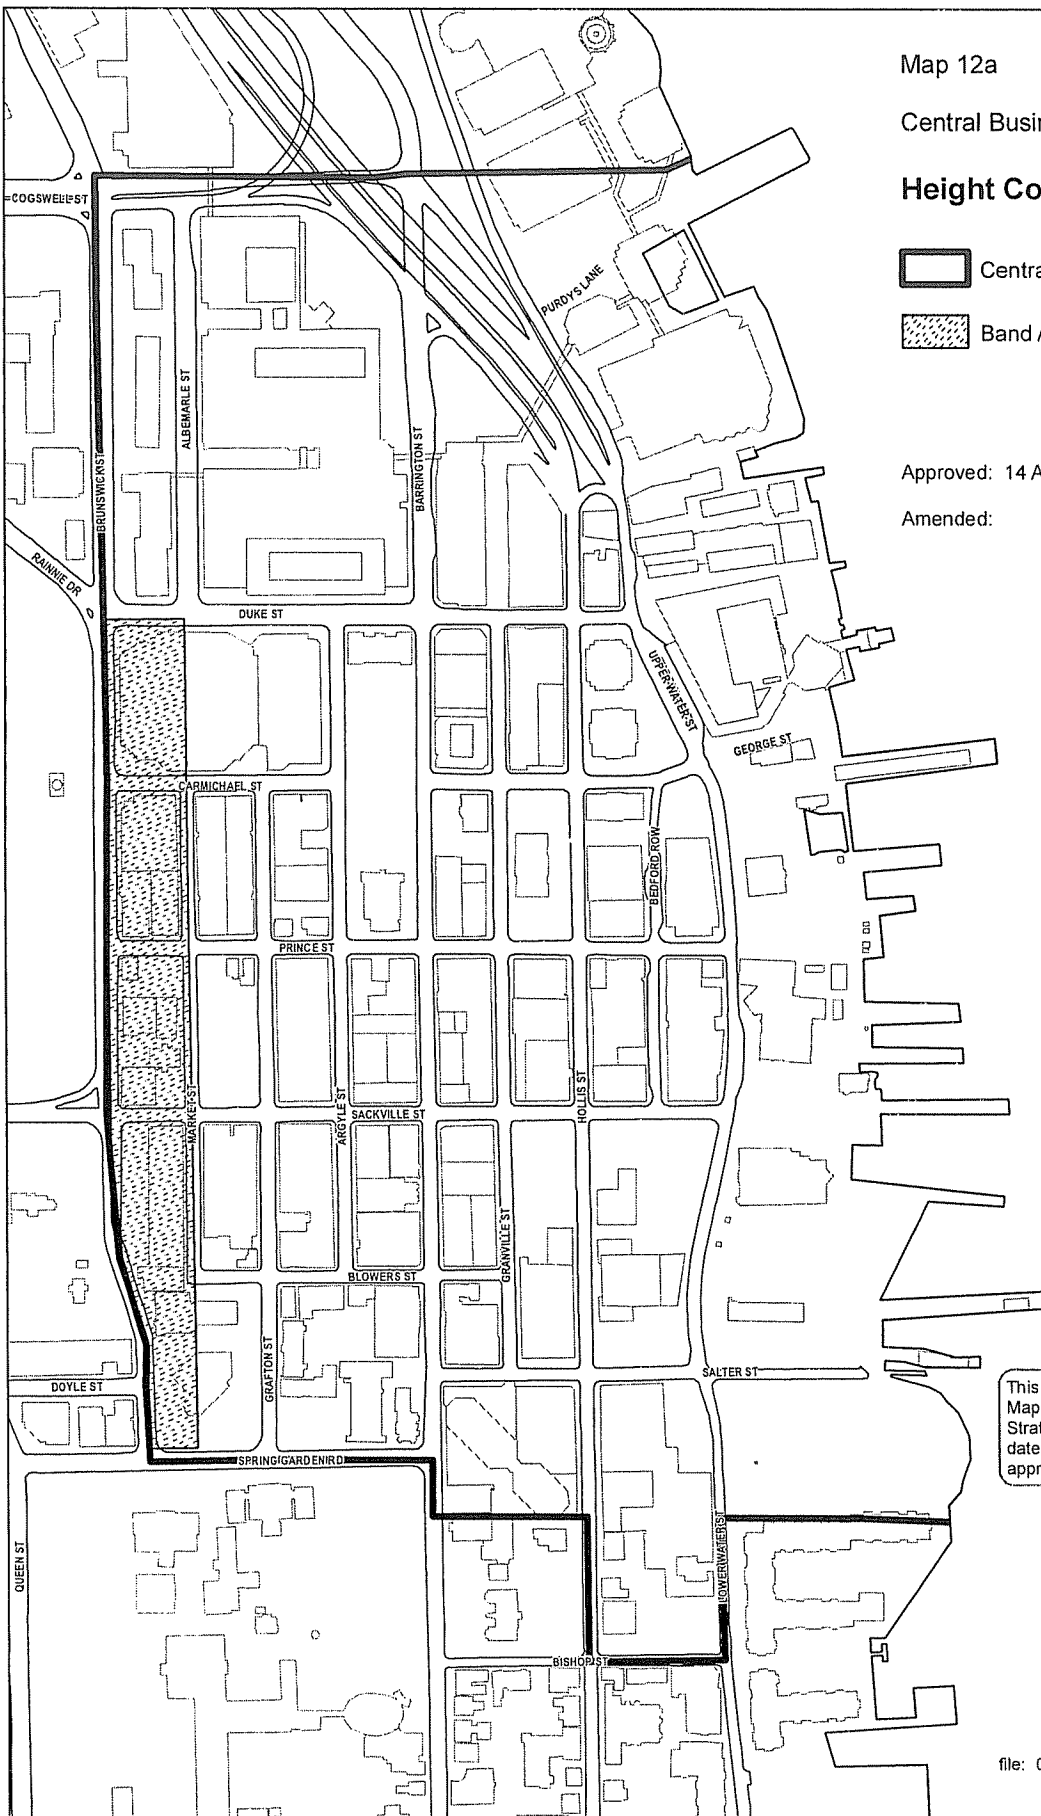 Map 12a
Central Busi
Height Co
Centra
Band A
Approved: 14 A
Amended:
COGSWELL ST
PURDY'S LANE
ALBEMARLE ST
BARRINGTON ST
BRUNSWICK ST
RAINNIE DR
DUKE ST
UPPER WATER ST
GEORGE ST
CARMICHAEL ST
BEDFORD ROW
PRINCE ST
HOLLIS ST
MARKET ST
ARGYLE ST
SACKVILLE ST
GRANVILLE ST
BLOWERS ST
GRAFTON ST
SALTER ST
DOYLE ST
This
Map
Strat
date
appr
SPRING GARDEN RD
QUEEN ST
LOWER WATER ST
BISHOP ST
file: 0